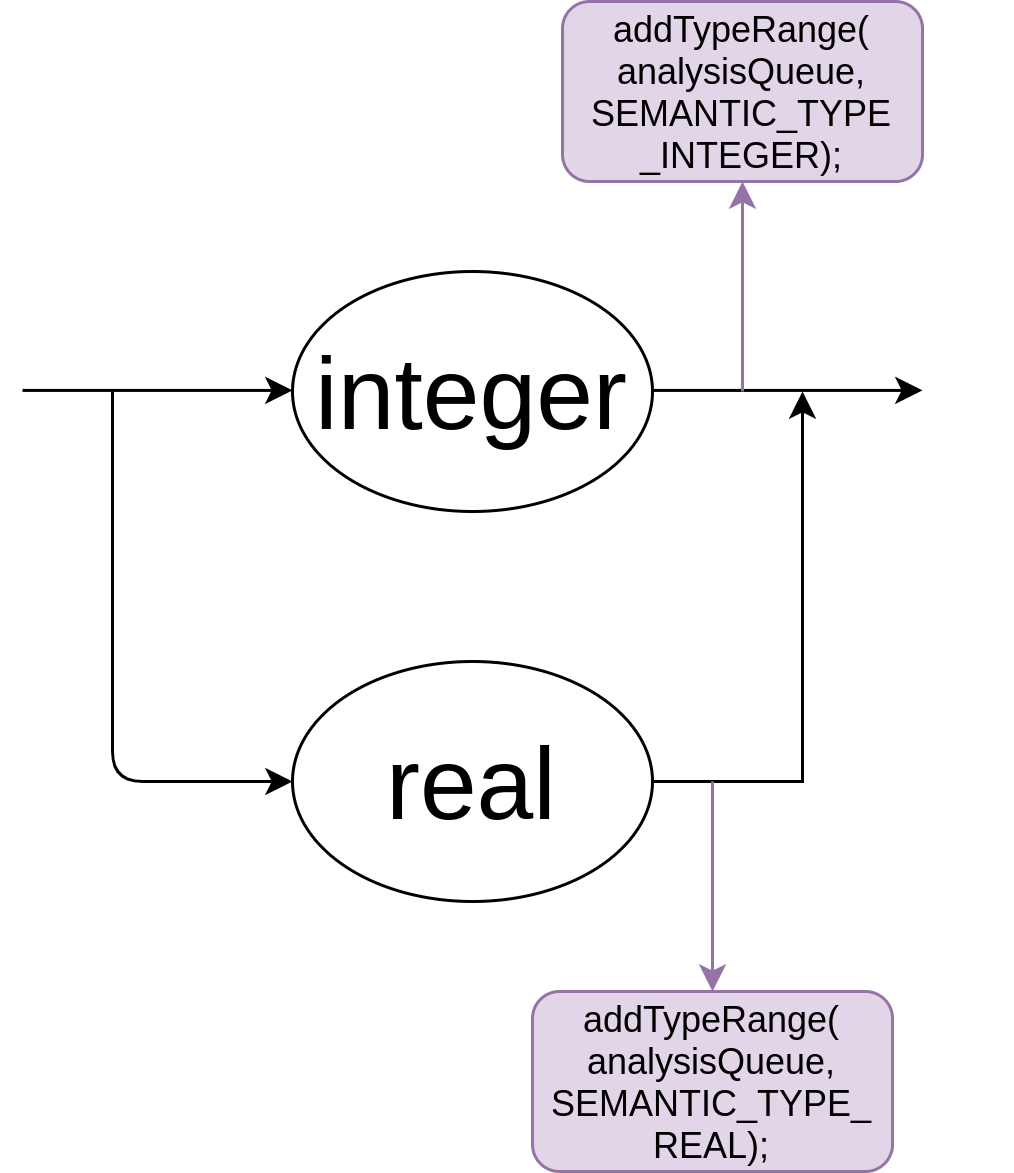 addTypeRange(
analysisQueue,
SEMANTIC_TYPE
_INTEGER);
integer
real
addTypeRange(
analysisQueue,
SEMANTIC_TYPE_
REAL);